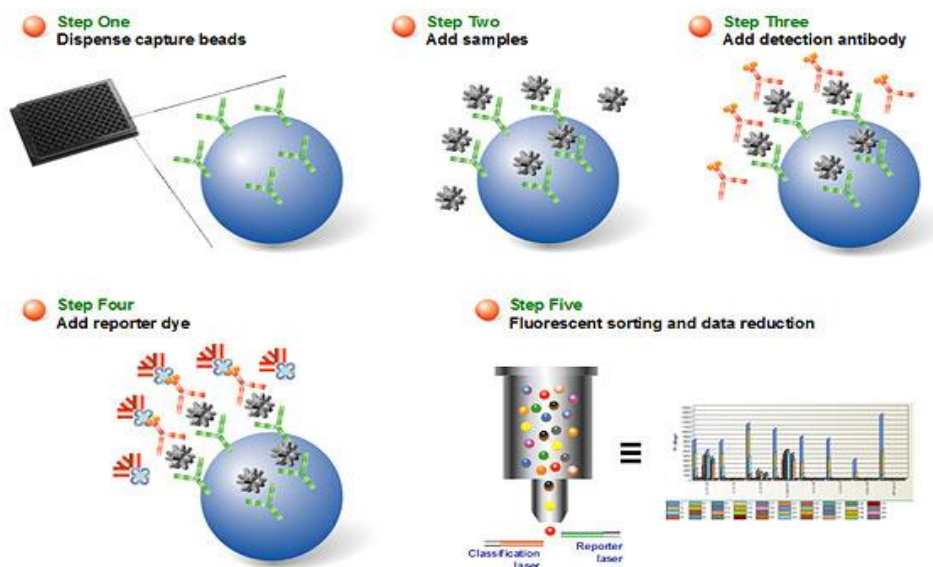 Step One
Dispense capture beads
Step Two
Add samples
Step Three
Add detection antibody
Step Four
Add reporter dye
Step Five
Fluorescent sorting and data reduction
Classification
laser
Reporter
laser